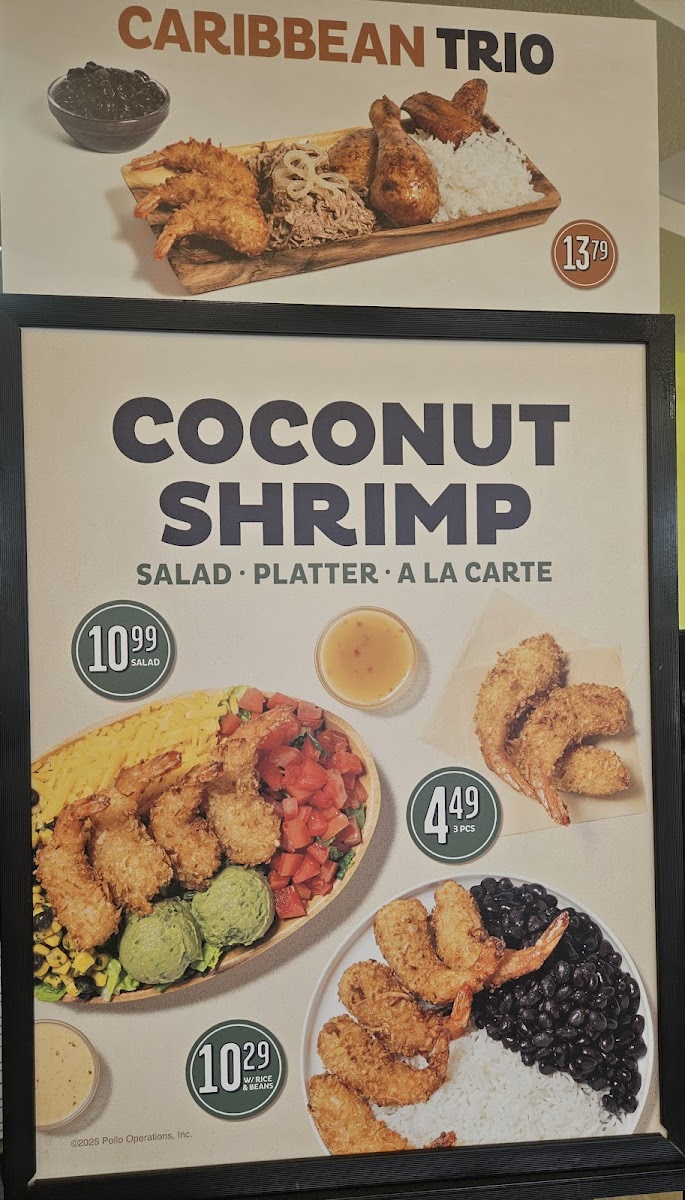 CARIBBEAN TRIO
13.79
COCONUT
SHRIMP
SALAD · PLATTER · A LA CARTE
10.99
SALAD
4.49
3 PCS
10.29
W/ RICE
& BEANS
©2025 Pollo Operations, Inc.